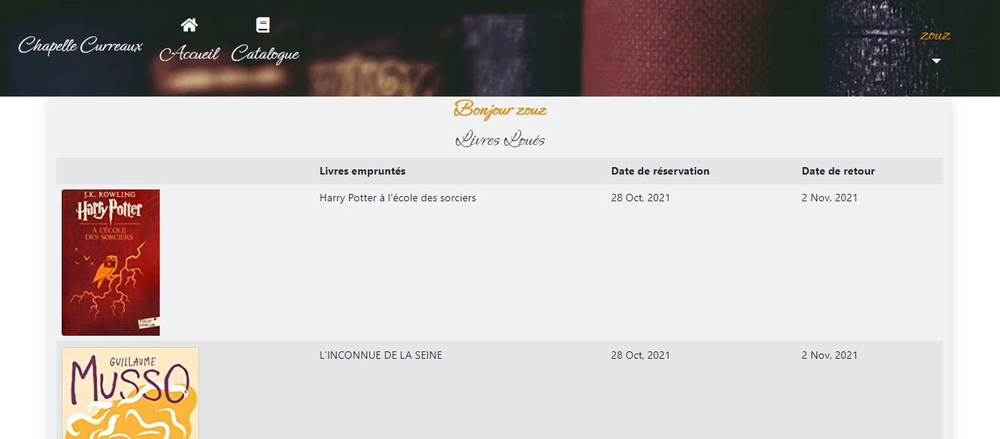 Chapelle Curreaux
Accueil
Catalogue
zouz
Bonjour zouz
Livres Loués
Livres empruntés
Date de réservation
Date de retour
J.K. ROWLING
Harry Potter
À L'ÉCOLE
DES SORCIERS
FOLIO
JUNIOR
Harry Potter à l'école des sorciers
28 Oct, 2021
2 Nov, 2021
GUILLAUME
MUSSO
L'INCONNUE DE LA SEINE
28 Oct, 2021
2 Nov, 2021